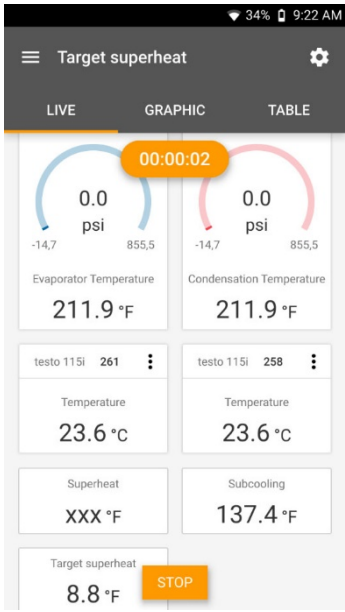 34% 9:22 AM
Target superheat
LIVE GRAPHIC TABLE
00:00:02
0.0 0.0
psi psi
-14,7 855,5 -14,7 855,5
Evaporator Temperature Condensation Temperature
211.9 °F 211.9 °F
testo 115i 261 testo 115i 258
Temperature Temperature
23.6 °C 23.6 °C
Superheat Subcooling
xxx °F 137.4 °F
Target superheat
8.8 °F STOP